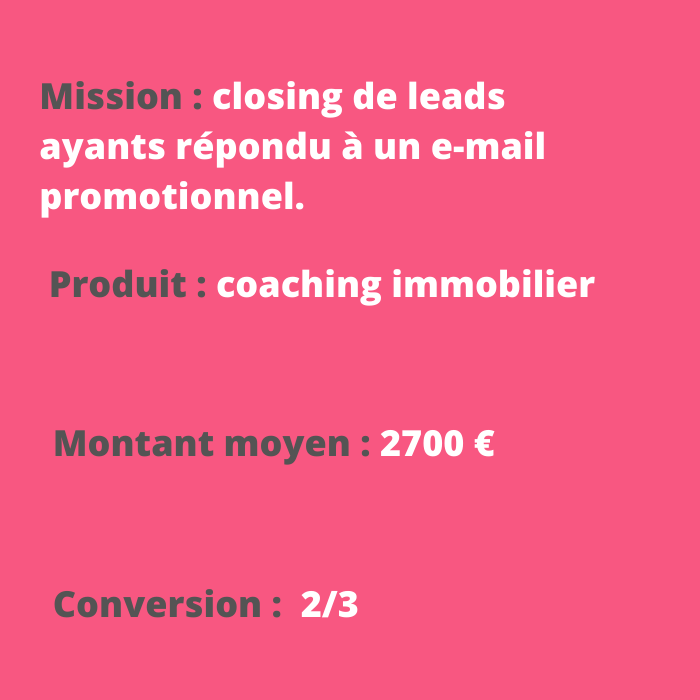 Mission : closing de leads
ayants répondu à un e-mail
promotionnel.
Produit : coaching immobilier
Montant moyen : 2700 €
Conversion : 2/3